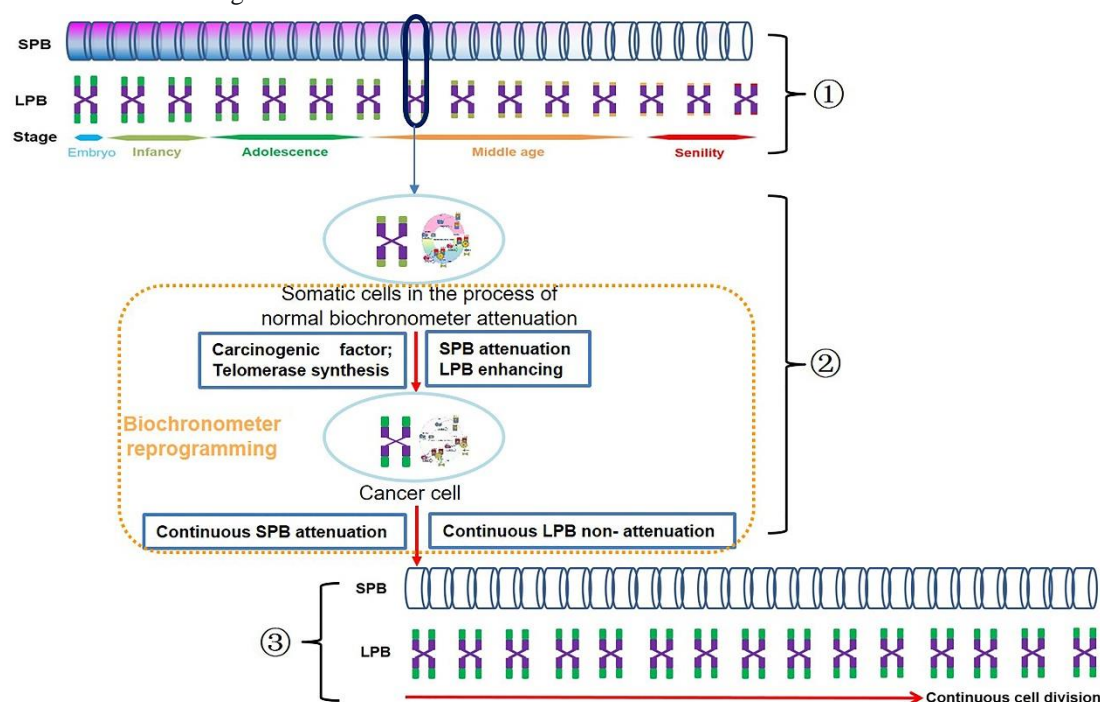 SPB
LPB
①
Stage
Embryo Infancy Adolescence Middle age Senility
Somatic cells in the process of
normal biochronometer attenuation
Carcinogenic factor;
Telomerase synthesis
SPB attenuation
LPB enhancing
②
Biochronometer
reprogramming
Cancer cell
Continuous SPB attenuation
Continuous LPB non- attenuation
SPB
③
LPB
Continuous cell division